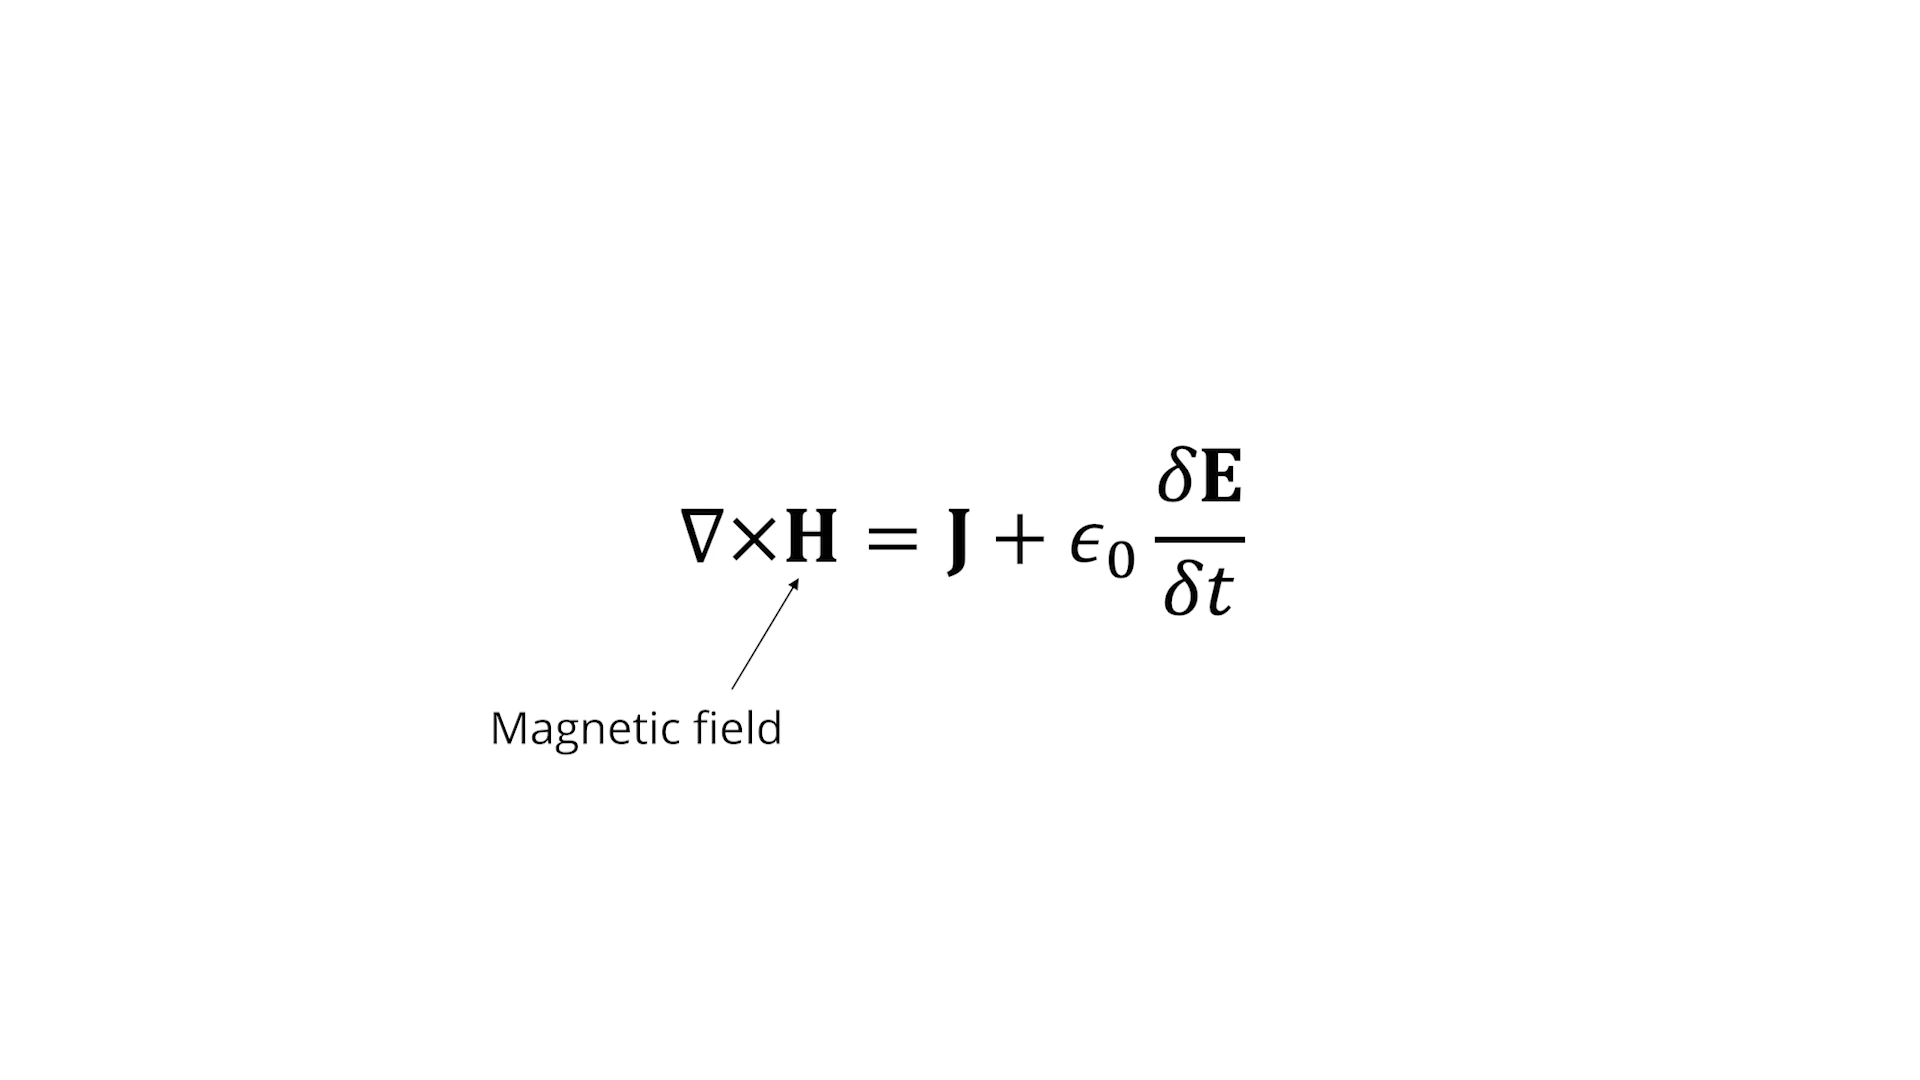 ∇×𝐇 = 𝐉 + ϵ₀ δ𝐄/δt
Magnetic field